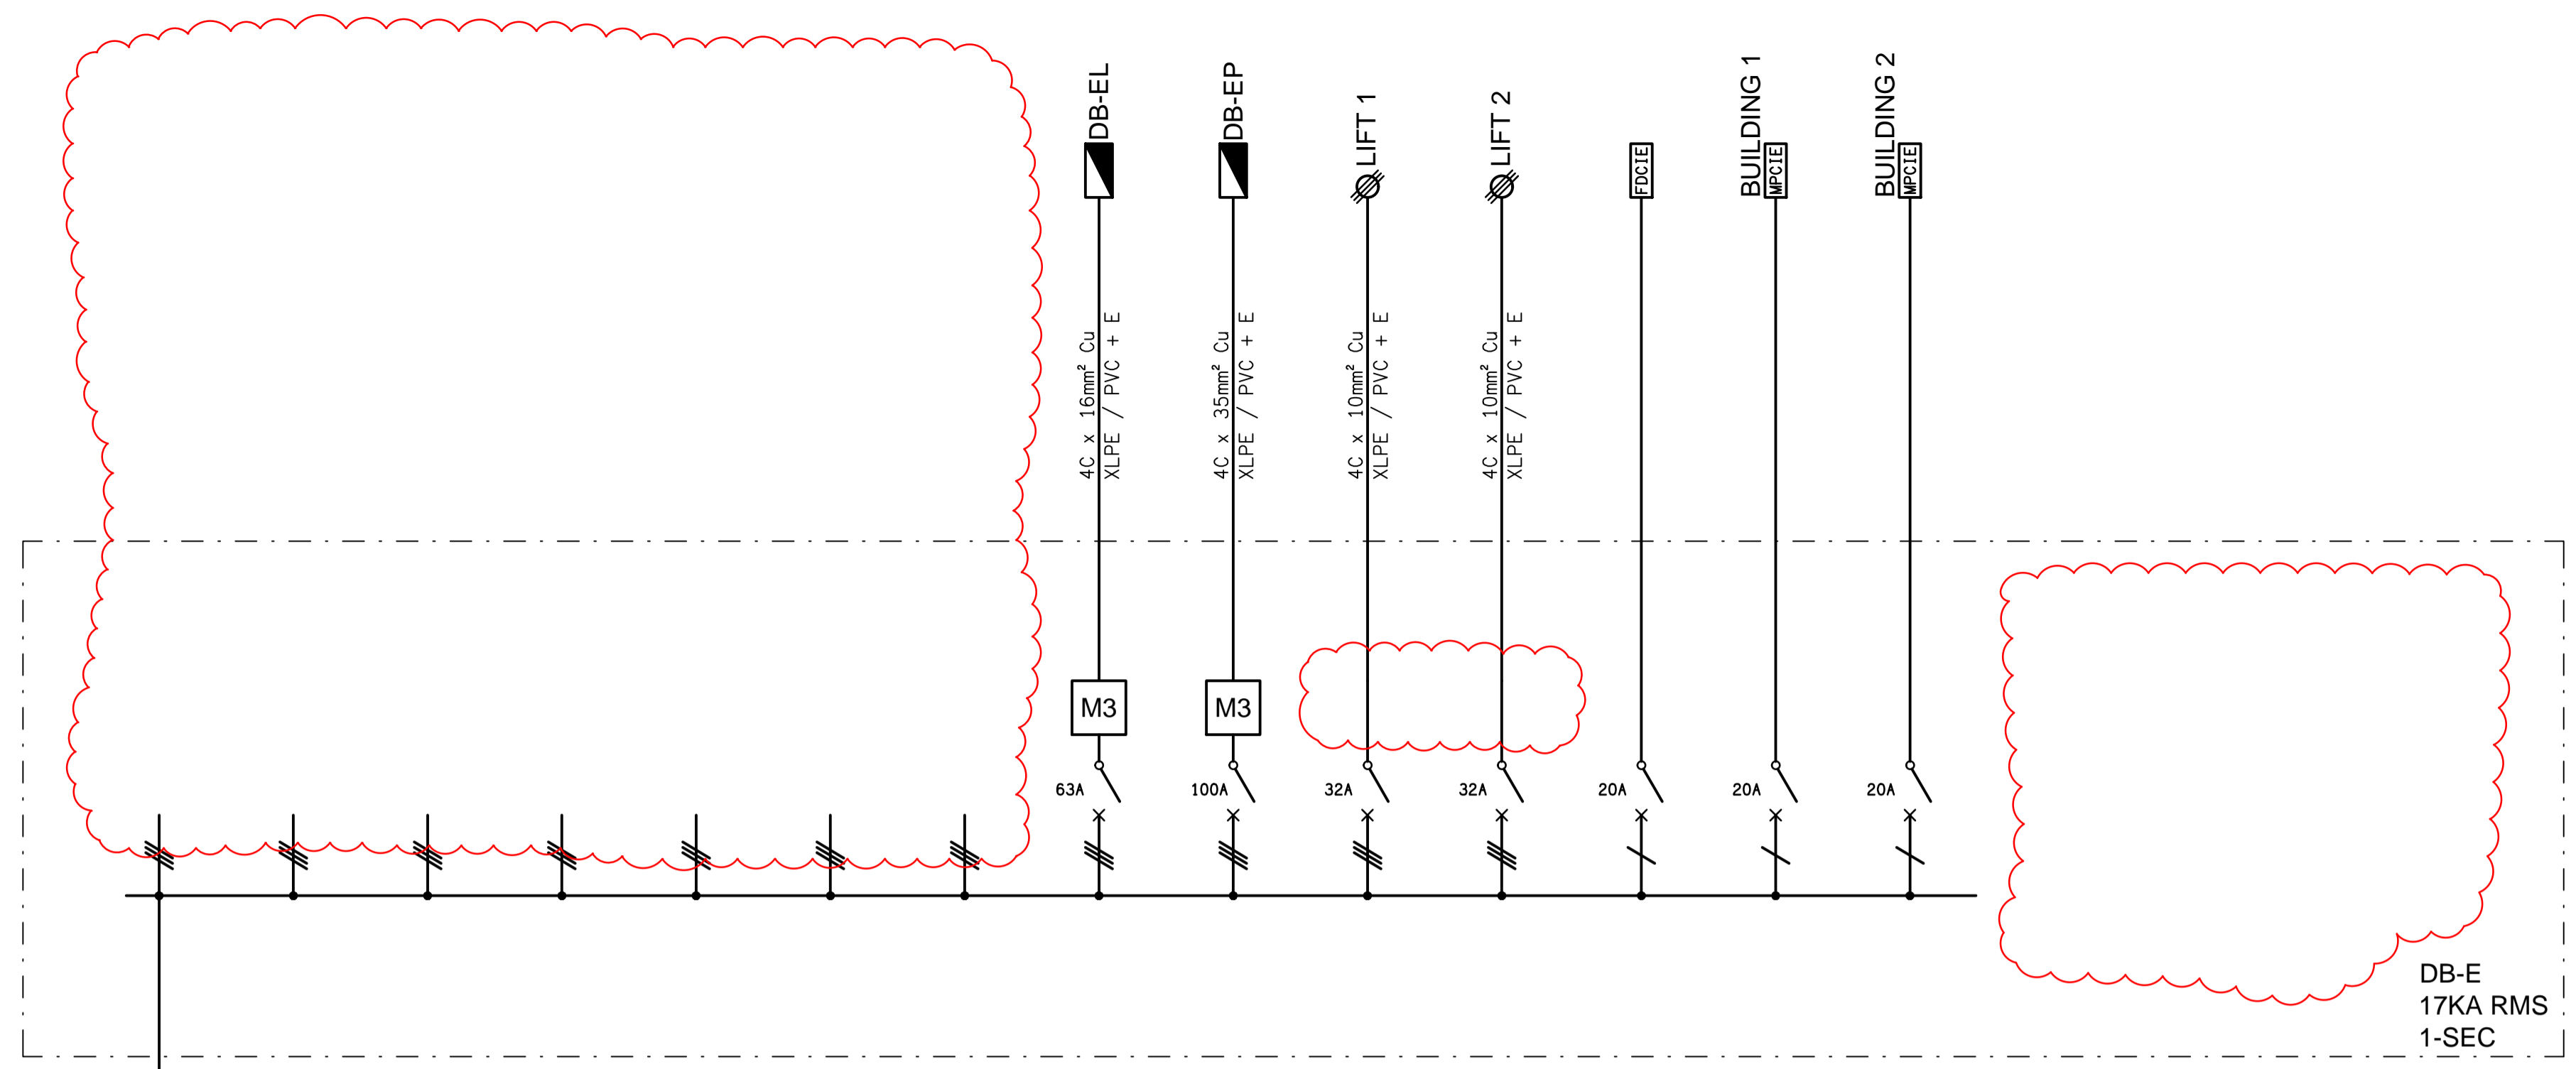 DB-EL
DB-EP
LIFT 1
LIFT 2
FDCIE
BUILDING 1
MPCIE
BUILDING 2
MPCIE
4C x 16mm² Cu
XLPE / PVC + E
4C x 35mm² Cu
XLPE / PVC + E
4C x 10mm² Cu
XLPE / PVC + E
4C x 10mm² Cu
XLPE / PVC + E
M3
M3
63A
100A
32A
32A
20A
20A
20A
DB-E
17KA RMS
1-SEC